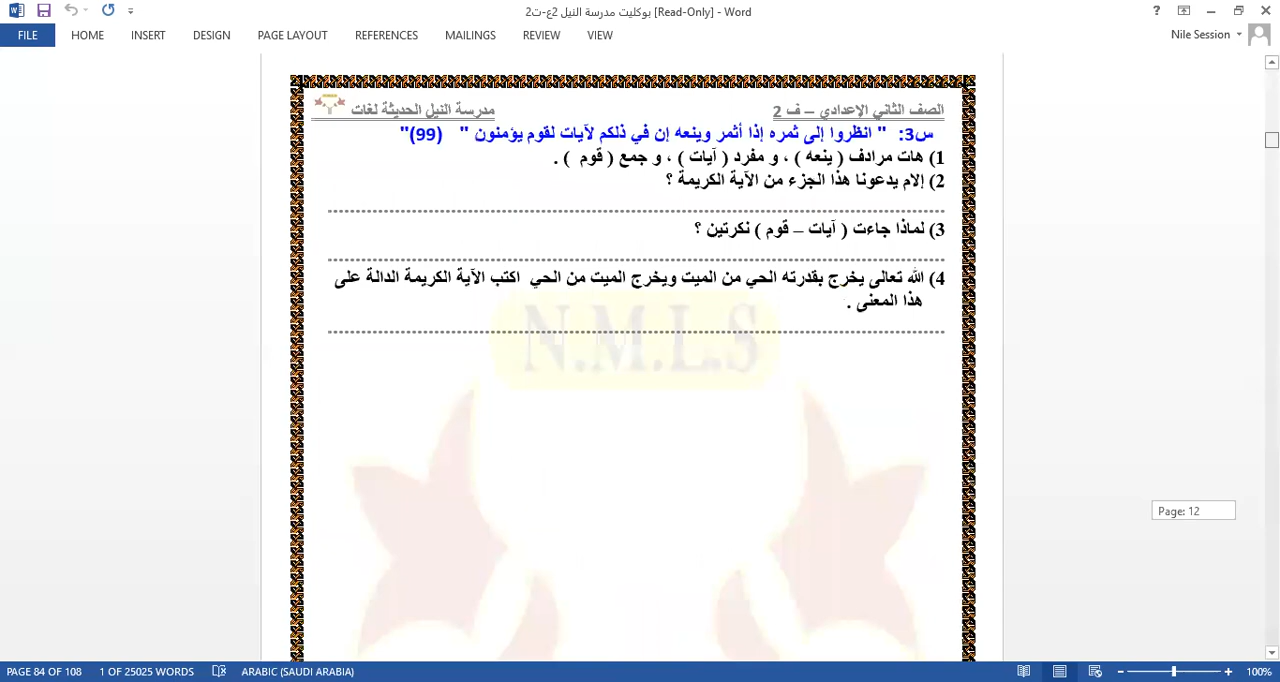 بوكليت مدرسة النيل 2ع-ت2 [Read-Only] - Word
FILE HOME INSERT DESIGN PAGE LAYOUT REFERENCES MAILINGS REVIEW VIEW
Nile Session
الصف الثاني الإعدادي – ف 2
مدرسة النيل الحديثة لغات
س3: " انظروا إلى ثمره إذا أثمر وينعه إن في ذلكم لآيات لقوم يؤمنون " (99)"
1) هات مرادف ( ينعه ) ، و مفرد ( آيات ) ، و جمع ( قوم ) .
2) إلام يدعونا هذا الجزء من الآية الكريمة ؟
3) لماذا جاءت ( آيات – قوم ) نكرتين ؟
4) الله تعالى يخرج بقدرته الحي من الميت ويخرج الميت من الحي اكتب الآية الكريمة الدالة على
هذا المعنى .
N.M.L.S
Page: 12
PAGE 84 OF 108 1 OF 25025 WORDS ARABIC (SAUDI ARABIA) 100%